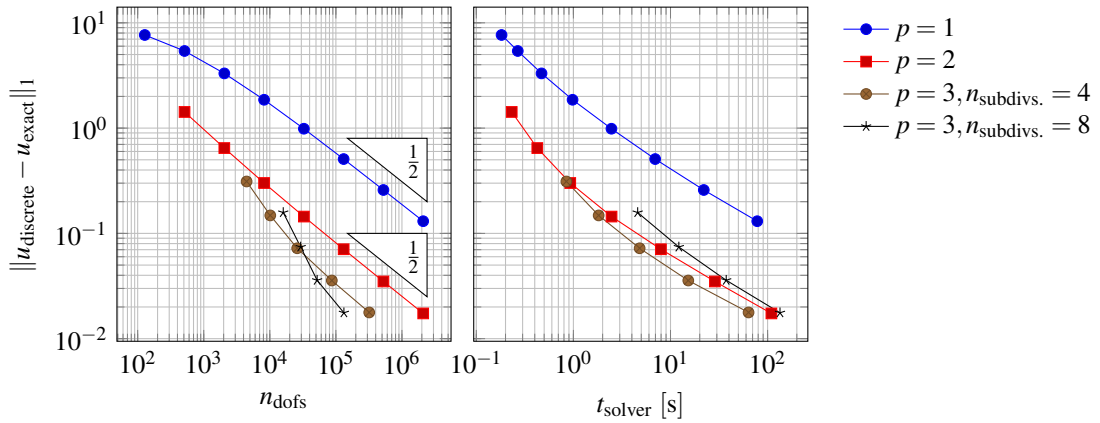 ‖u_discrete − u_exact‖_1
10^1
10^0
10^−1
10^−2
1/2
1/2
10^2 10^3 10^4 10^5 10^6
n_dofs
10^−1 10^0 10^1 10^2
t_solver [s]
p = 1
p = 2
p = 3, n_subdivs. = 4
p = 3, n_subdivs. = 8